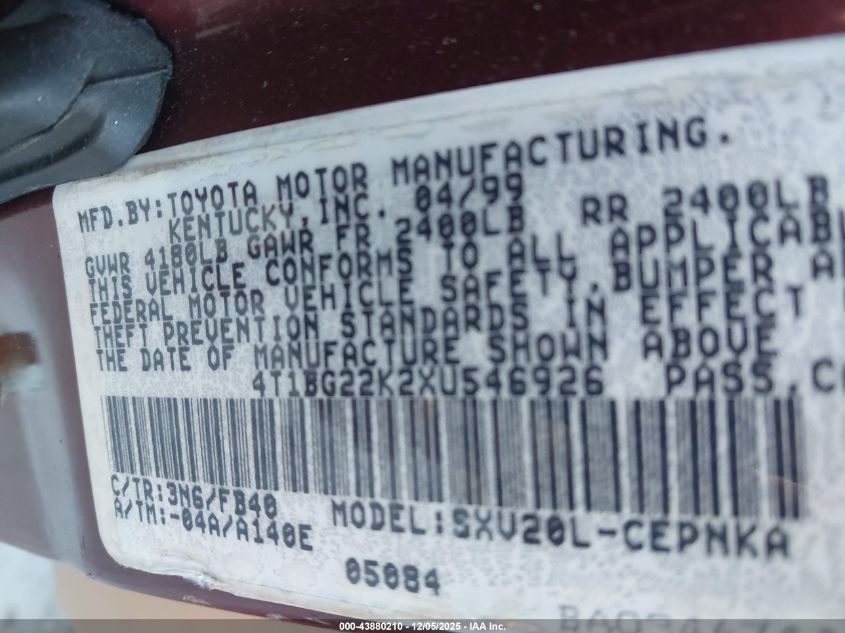 MFD.BY:TOYOTA MOTOR MANUFACTURING.
KENTUCKY,INC. 04/99
GVWR 4180LB GAWR FR 2400LB RR 2400LB
THIS VEHICLE CONFORMS TO ALL APPLICABL
FEDERAL MOTOR VEHICLE SAFETY,BUMPER A
THEFT PREVENTION STANDARDS IN EFFECT
THE DATE OF MANUFACTURE SHOWN ABOVE
4T1BG22K2XU546926 PASS.C
C/TR:3N6/FB40
A/TM:-04A/A140E MODEL:SXV20L-CEPNKA
05084
000-43880210 - 12/05/2025 - IAA Inc.